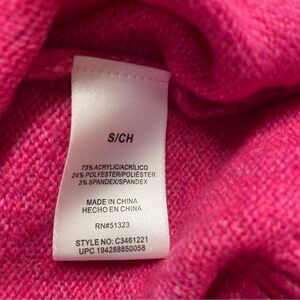 S/CH
73% ACRYLIC/ACRÍLICO
24% POLYESTER/POLIÉSTER
3% SPANDEX/SPANDEX
MADE IN CHINA
HECHO EN CHINA
RN#51323
STYLE NO: C3461221
UPC 194288850058